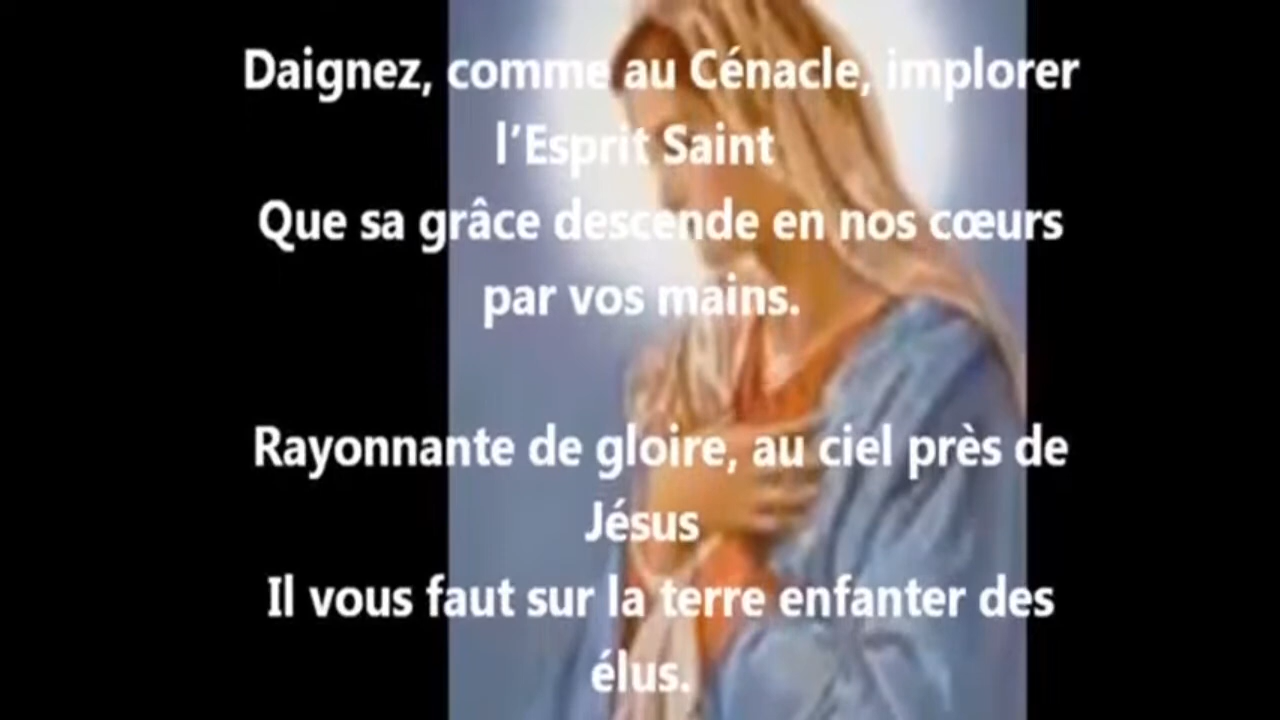 Daignez, comme au Cénacle, implorer
l’Esprit Saint
Que sa grâce descende en nos cœurs
par vos mains.
Rayonnante de gloire, au ciel près de
Jésus
Il vous faut sur la terre enfanter des
élus.